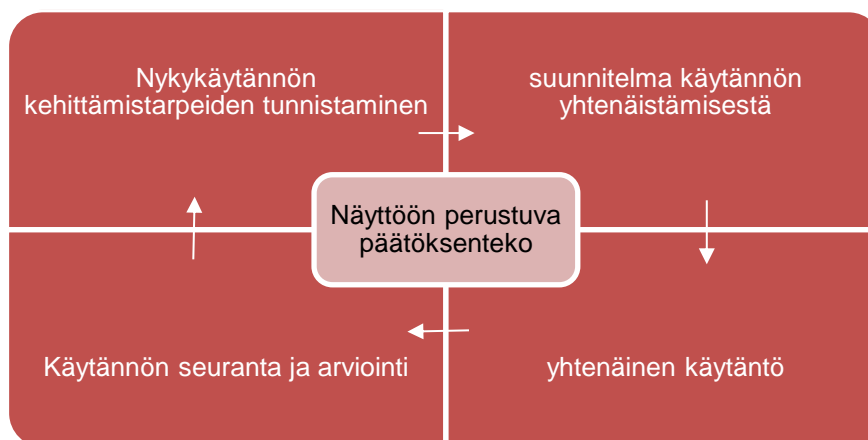 Nykykäytännön
kehittämistarpeiden tunnistaminen
suunnitelma käytännön
yhtenäistämisestä
Näyttöön perustuva
päätöksenteko
Käytännön seuranta ja arviointi
yhtenäinen käytäntö